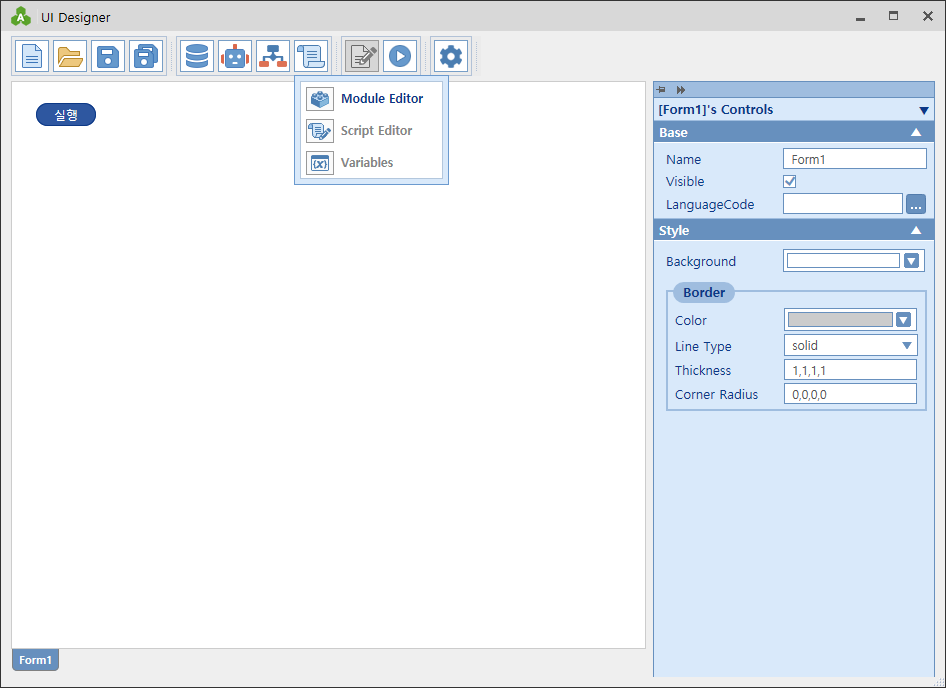 UI Designer
실행
Module Editor
Script Editor
{x} Variables
[Form1]'s Controls
Base
Name Form1
Visible
LanguageCode ...
Style
Background
Border
Color
Line Type solid
Thickness 1,1,1,1
Corner Radius 0,0,0,0
Form1